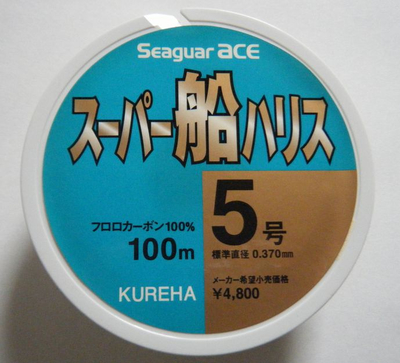 Seaguar ACE
スーパー船ハリス
フロロカーボン100%
100m
5号
標準直径 0.370mm
メーカー希望小売価格
¥4,800
KUREHA